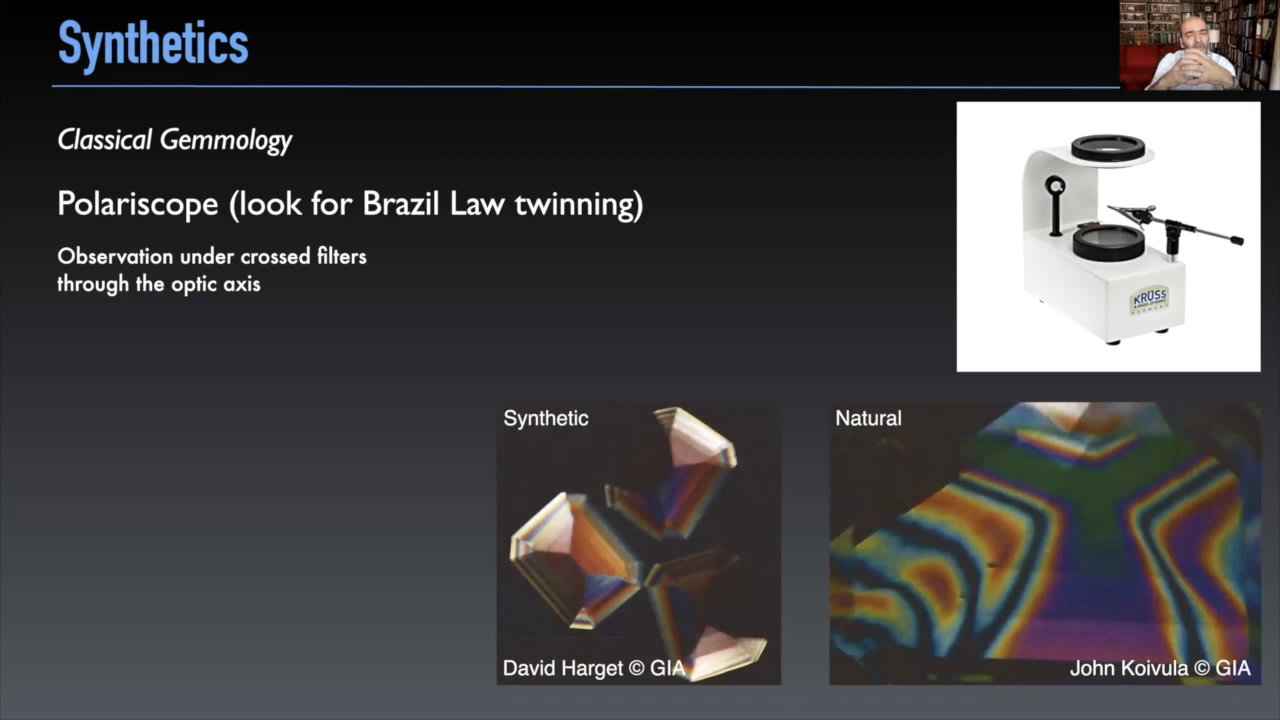 Synthetics
Classical Gemmology
Polariscope (look for Brazil Law twinning)
Observation under crossed filters
through the optic axis
KRÜSS
Synthetic
David Harget © GIA
Natural
John Koivula © GIA